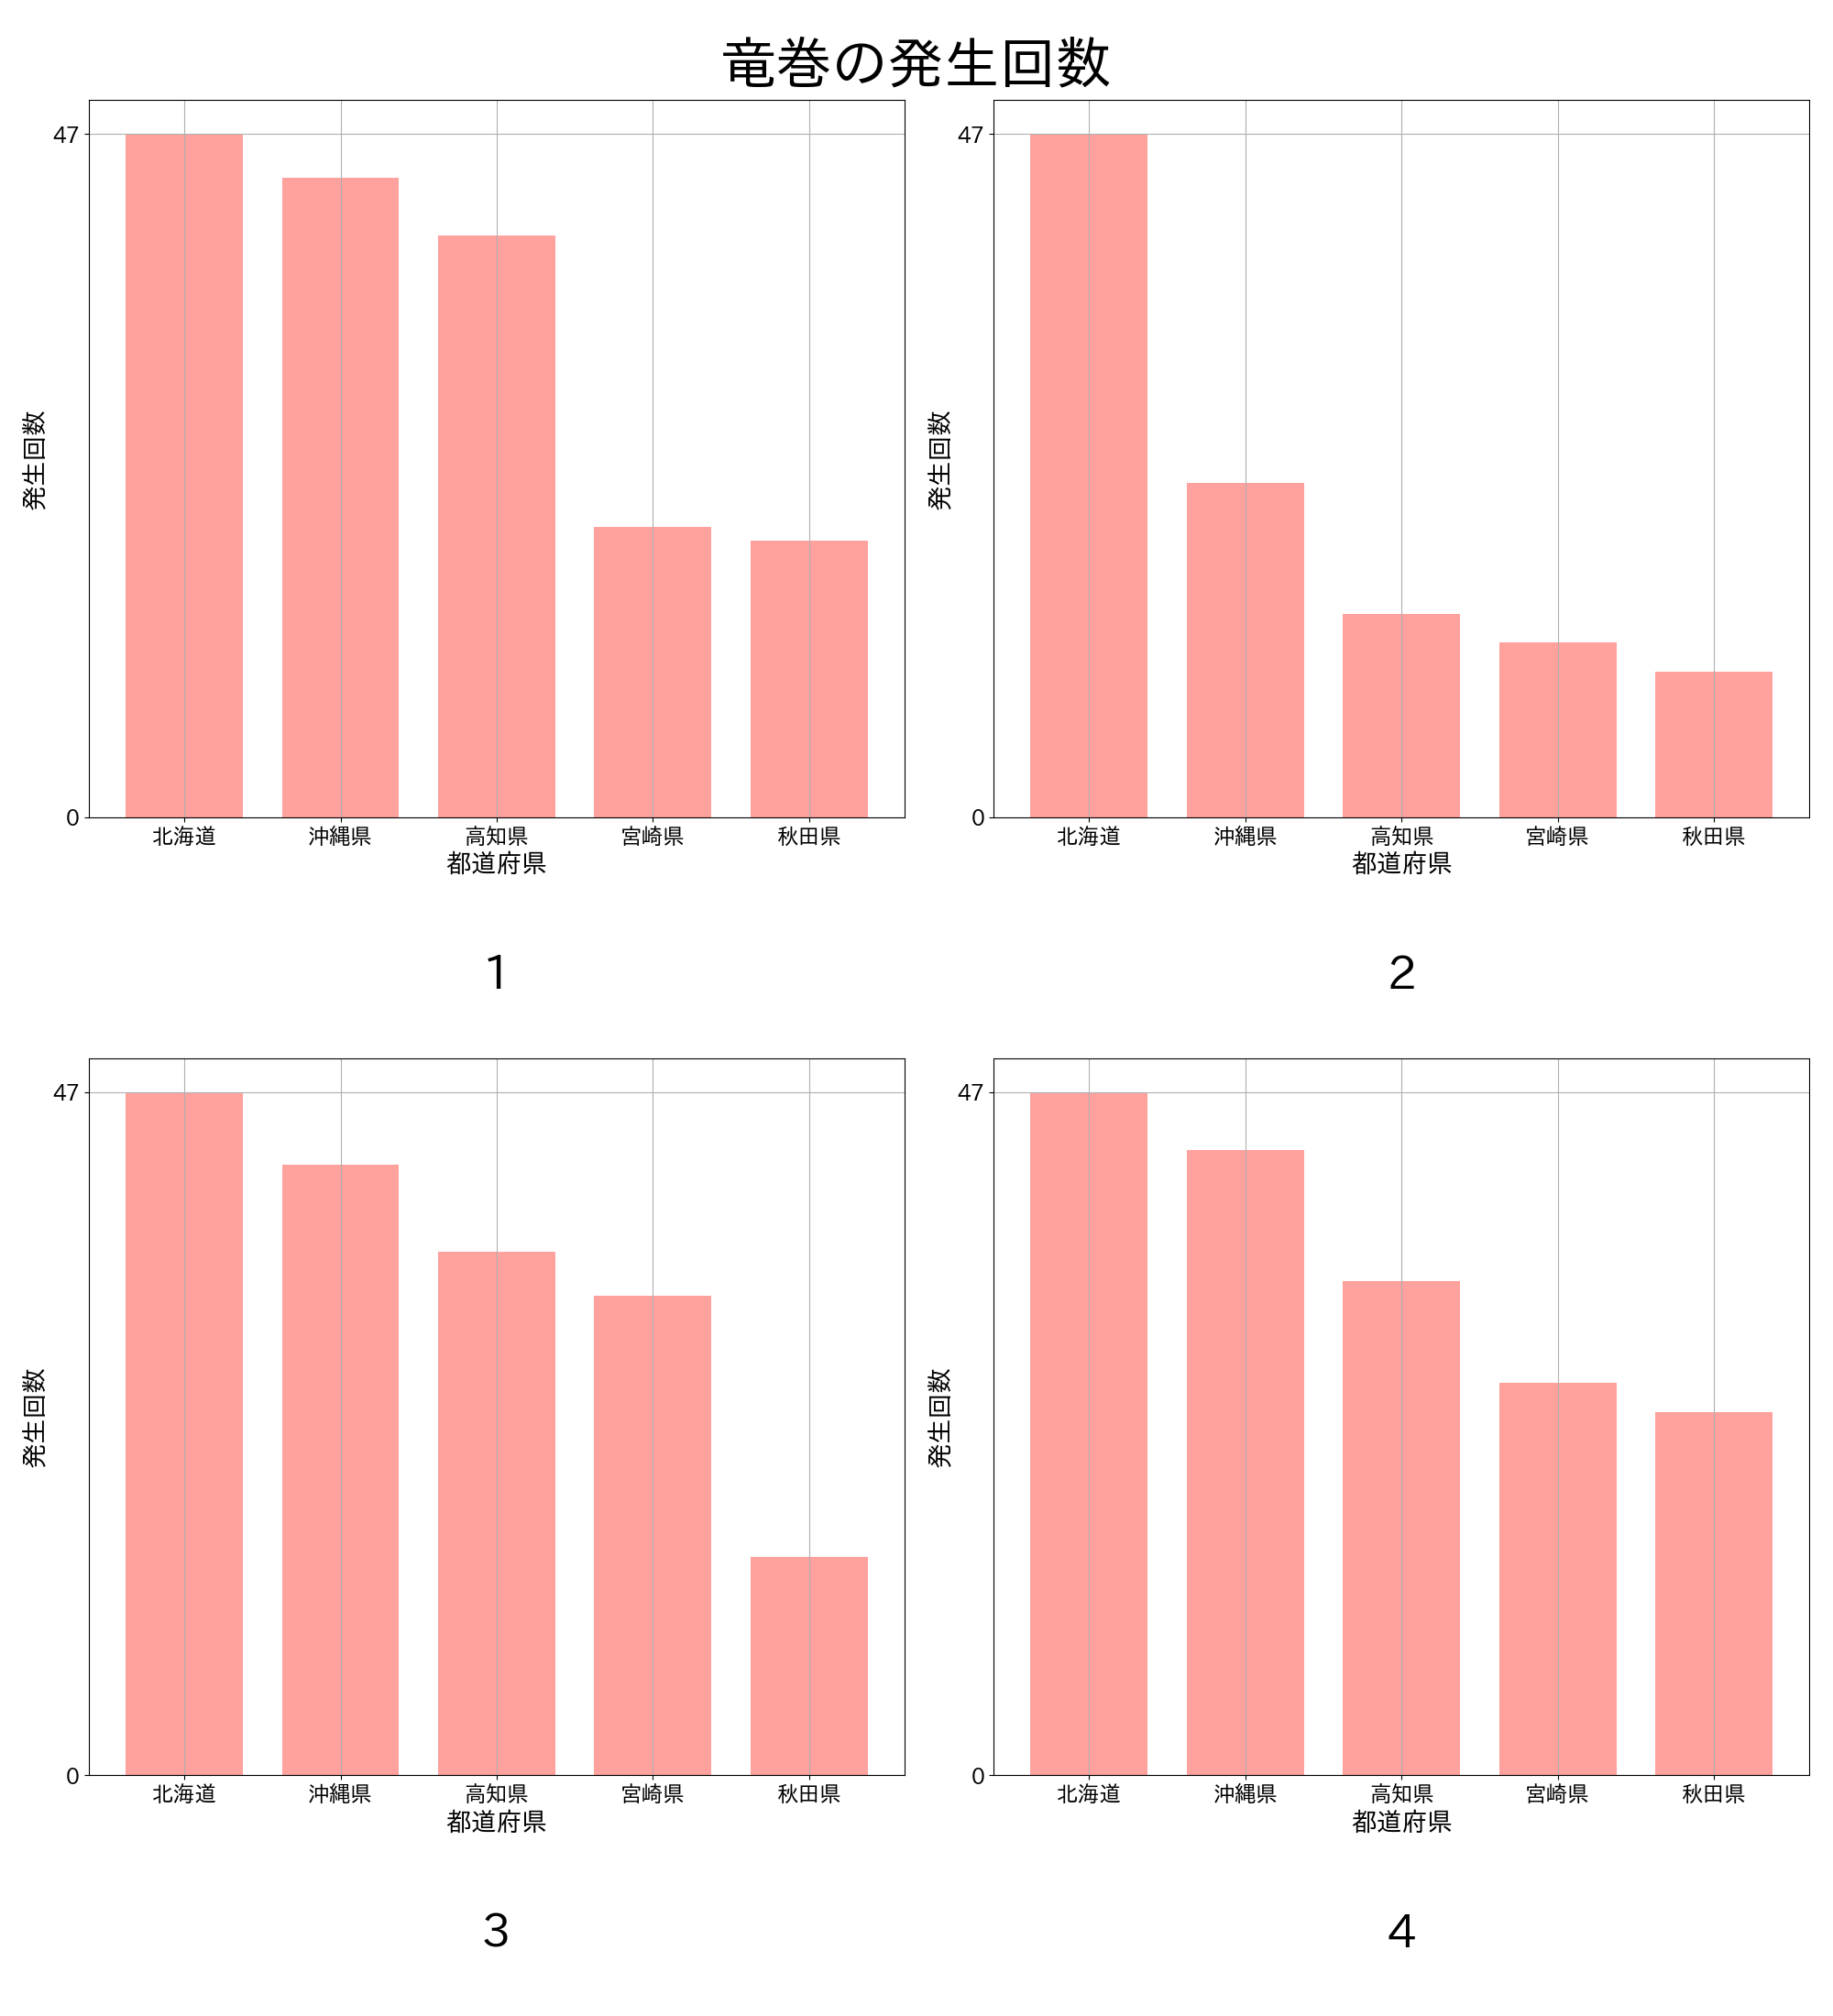 竜巻の発生回数
47
0
発生回数
北海道 沖縄県 高知県 宮崎県 秋田県
都道府県
1
47
0
発生回数
北海道 沖縄県 高知県 宮崎県 秋田県
都道府県
2
47
0
発生回数
北海道 沖縄県 高知県 宮崎県 秋田県
都道府県
3
47
0
発生回数
北海道 沖縄県 高知県 宮崎県 秋田県
都道府県
4